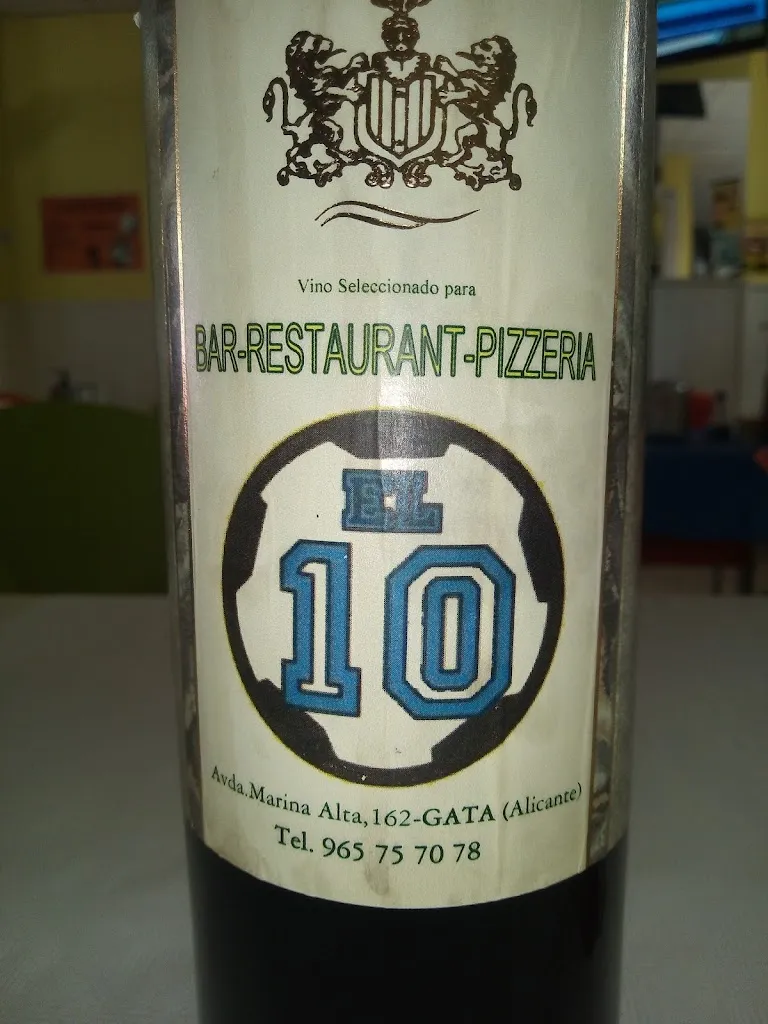 Vino Seleccionado para
BAR-RESTAURANT-PIZZERIA
EL
10
Avda.Marina Alta,162-GATA (Alicante)
Tel. 965 75 70 78